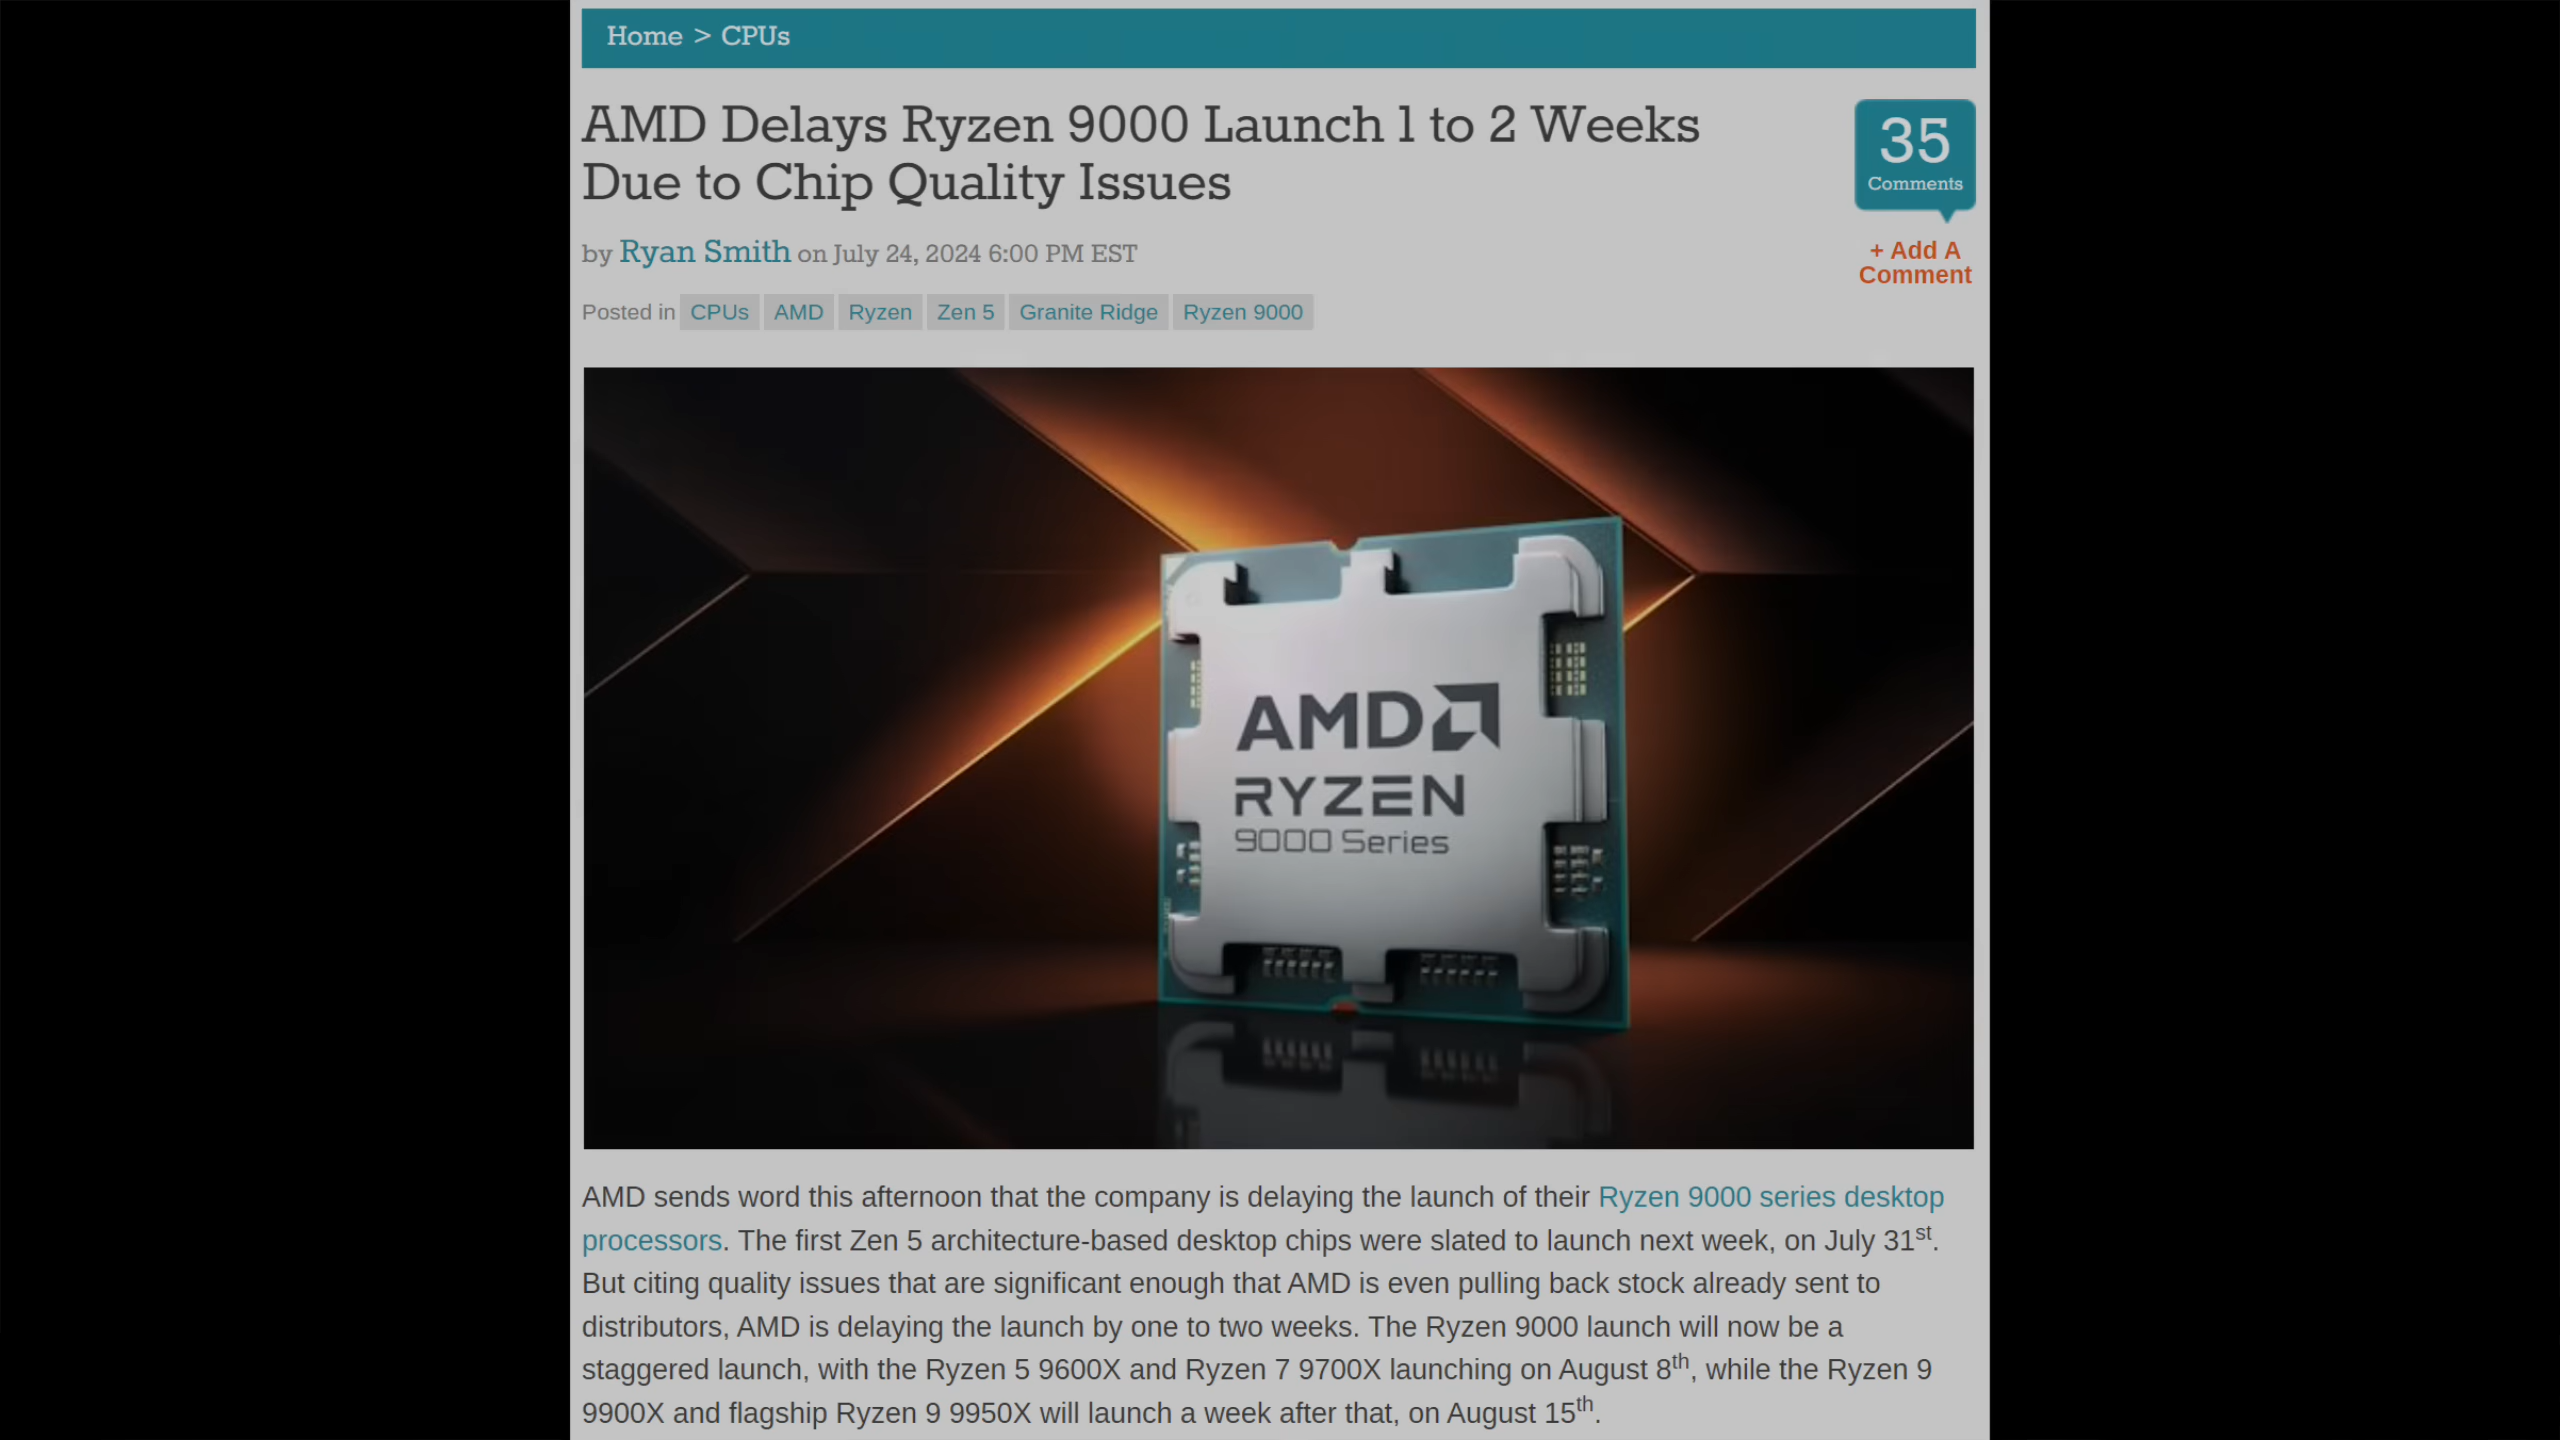 Home > CPUs
AMD Delays Ryzen 9000 Launch 1 to 2 Weeks
Due to Chip Quality Issues
35
Comments
by Ryan Smith on July 24, 2024 6:00 PM EST
+ Add A
Comment
Posted in CPUs AMD Ryzen Zen 5 Granite Ridge Ryzen 9000
AMD
RYZEN
9000 Series
AMD sends word this afternoon that the company is delaying the launch of their Ryzen 9000 series desktop
processors. The first Zen 5 architecture-based desktop chips were slated to launch next week, on July 31st.
But citing quality issues that are significant enough that AMD is even pulling back stock already sent to
distributors, AMD is delaying the launch by one to two weeks. The Ryzen 9000 launch will now be a
staggered launch, with the Ryzen 5 9600X and Ryzen 7 9700X launching on August 8th, while the Ryzen 9
9900X and flagship Ryzen 9 9950X will launch a week after that, on August 15th.